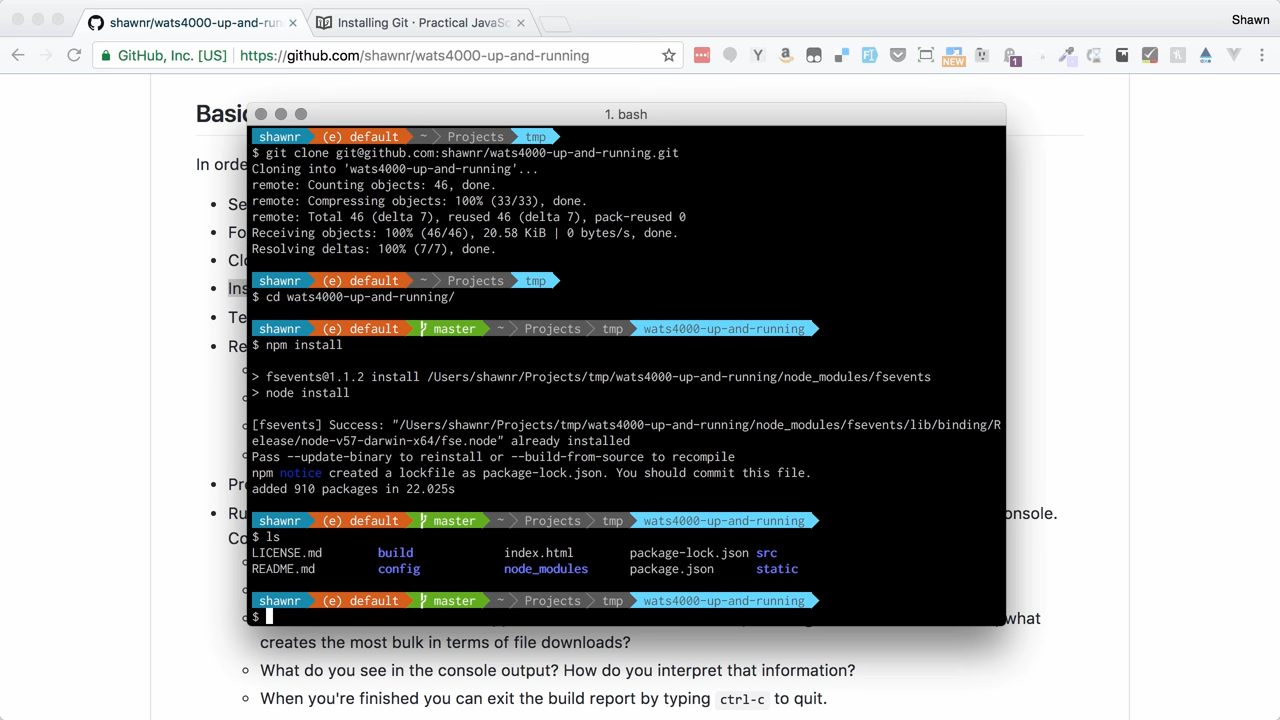 shawnr/wats4000-up-and-run
Installing Git · Practical JavaSc
Shawn
GitHub, Inc. [US]
https://github.com/shawnr/wats4000-up-and-running
NEW
1
Basic
In orde
Se
Fo
Clo
Ins
Te
Re
Pre
Ru
onsole.
Co
what
creates the most bulk in terms of file downloads?
What do you see in the console output? How do you interpret that information?
When you're finished you can exit the build report by typing ctrl-c to quit.
1. bash
shawnr (e) default ~ Projects tmp
$ git clone git@github.com:shawnr/wats4000-up-and-running.git
Cloning into 'wats4000-up-and-running'...
remote: Counting objects: 46, done.
remote: Compressing objects: 100% (33/33), done.
remote: Total 46 (delta 7), reused 46 (delta 7), pack-reused 0
Receiving objects: 100% (46/46), 20.58 KiB | 0 bytes/s, done.
Resolving deltas: 100% (7/7), done.
shawnr (e) default ~ Projects tmp
$ cd wats4000-up-and-running/
shawnr (e) default master ~ Projects tmp wats4000-up-and-running
$ npm install
> fsevents@1.1.2 install /Users/shawnr/Projects/tmp/wats4000-up-and-running/node_modules/fsevents
> node install
[fsevents] Success: "/Users/shawnr/Projects/tmp/wats4000-up-and-running/node_modules/fsevents/lib/binding/R
elease/node-v57-darwin-x64/fse.node" already installed
Pass --update-binary to reinstall or --build-from-source to recompile
npm notice created a lockfile as package-lock.json. You should commit this file.
added 910 packages in 22.025s
shawnr (e) default master ~ Projects tmp wats4000-up-and-running
$ ls
LICENSE.md build index.html package-lock.json src
README.md config node_modules package.json static
shawnr (e) default master ~ Projects tmp wats4000-up-and-running
$